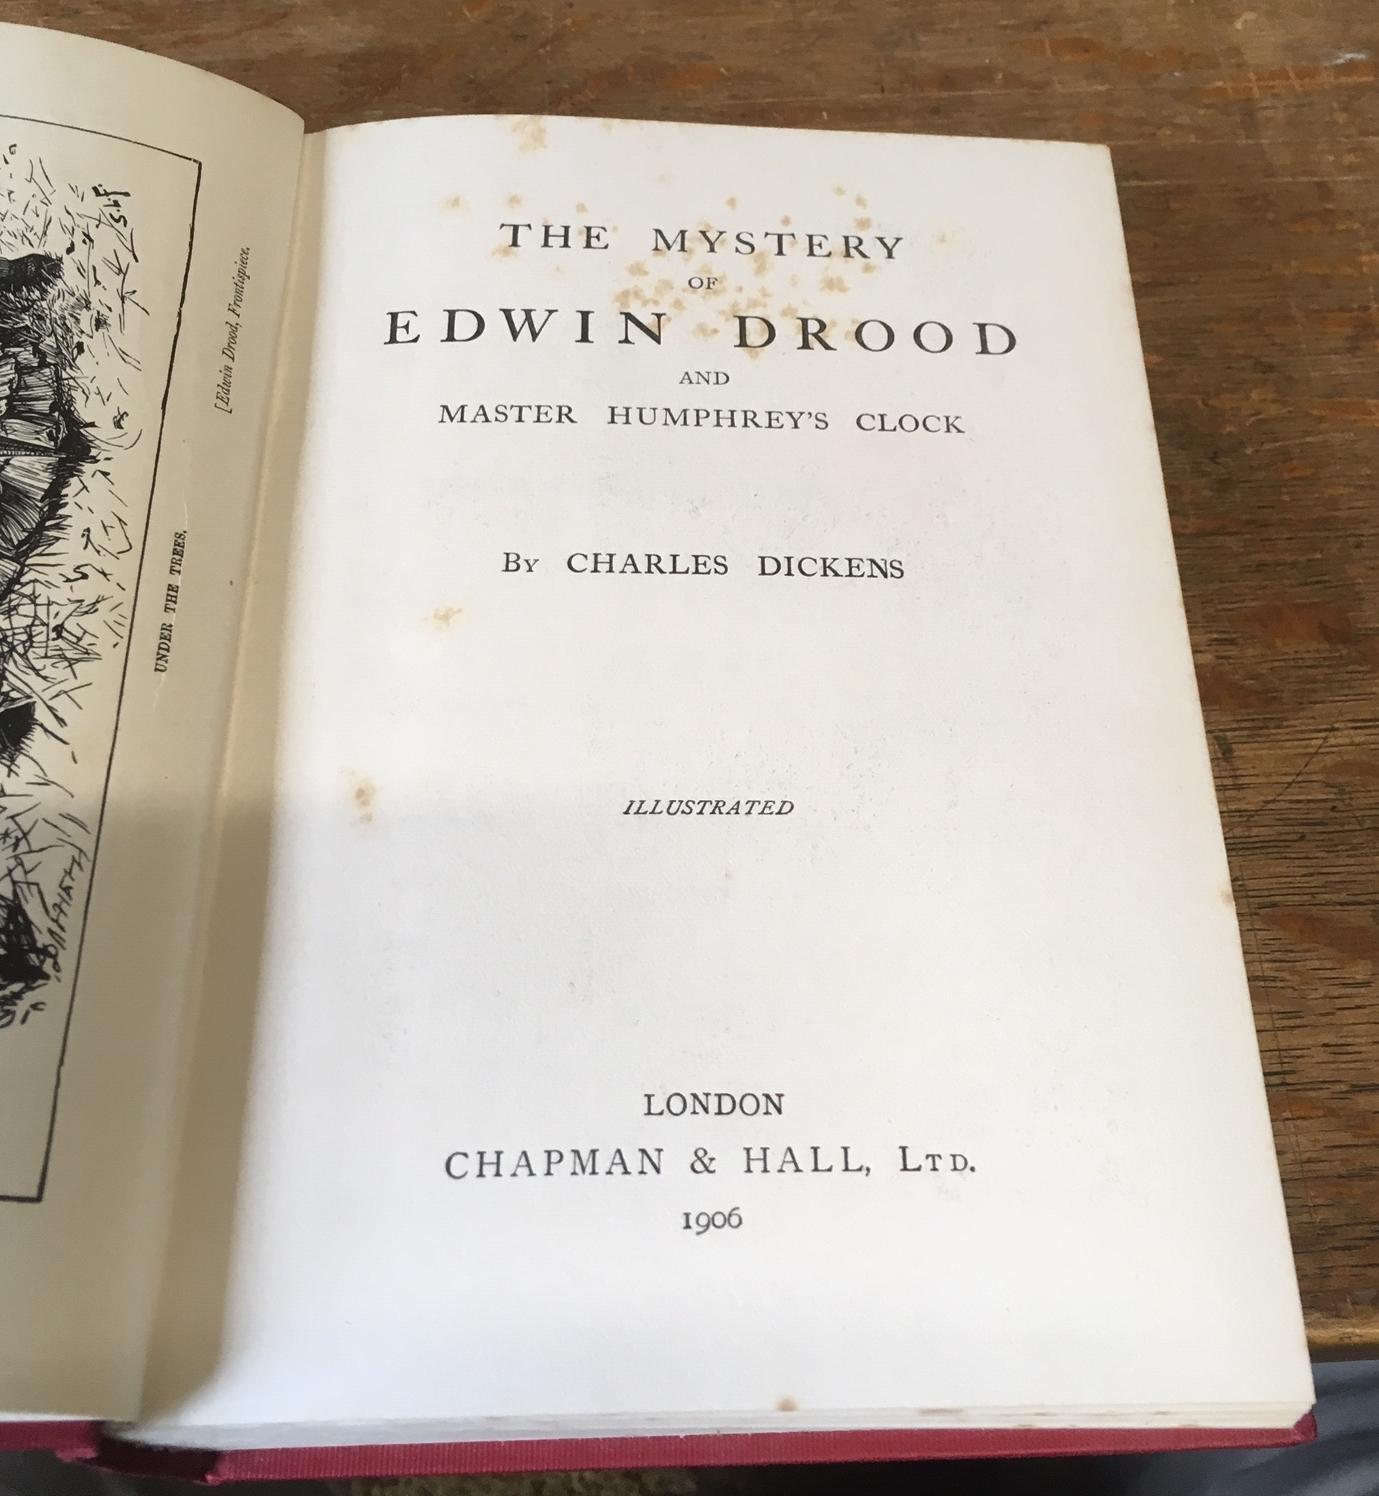 [Edwin Drood, Frontispiece.
UNDER THE TREES.
THE MYSTERY
OF
EDWIN DROOD
AND
MASTER HUMPHREY'S CLOCK
By CHARLES DICKENS
ILLUSTRATED
LONDON
CHAPMAN & HALL, LTD.
1906